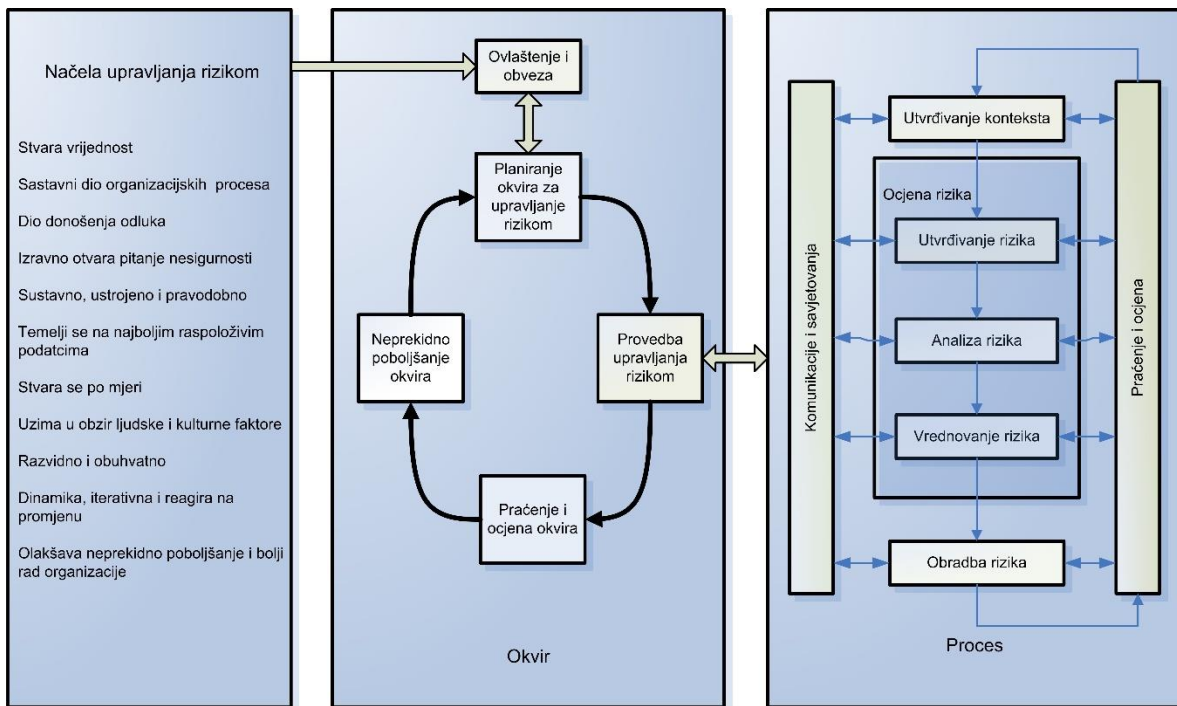 Načela upravljanja rizikom
Stvara vrijednost
Sastavni dio organizacijskih procesa
Dio donošenja odluka
Izravno otvara pitanje nesigurnosti
Sustavno, ustrojeno i pravodobno
Temelji se na najboljim raspoloživim
podatcima
Stvara se po mjeri
Uzima u obzir ljudske i kulturne faktore
Razvidno i obuhvatno
Dinamika, iterativna i reagira na
promjenu
Olakšava neprekidno poboljšanje i bolji
rad organizacije
Ovlaštenje i
obveza
Planiranje
okvira za
upravljanje
rizikom
Neprekidno
poboljšanje
okvira
Provedba
upravljanja
rizikom
Praćenje i
ocjena okvira
Okvir
Komunikacije i savjetovanja
Utvrđivanje konteksta
Ocjena rizika
Utvrđivanje rizika
Analiza rizika
Vrednovanje rizika
Obradba rizika
Praćenje i ocjena
Proces